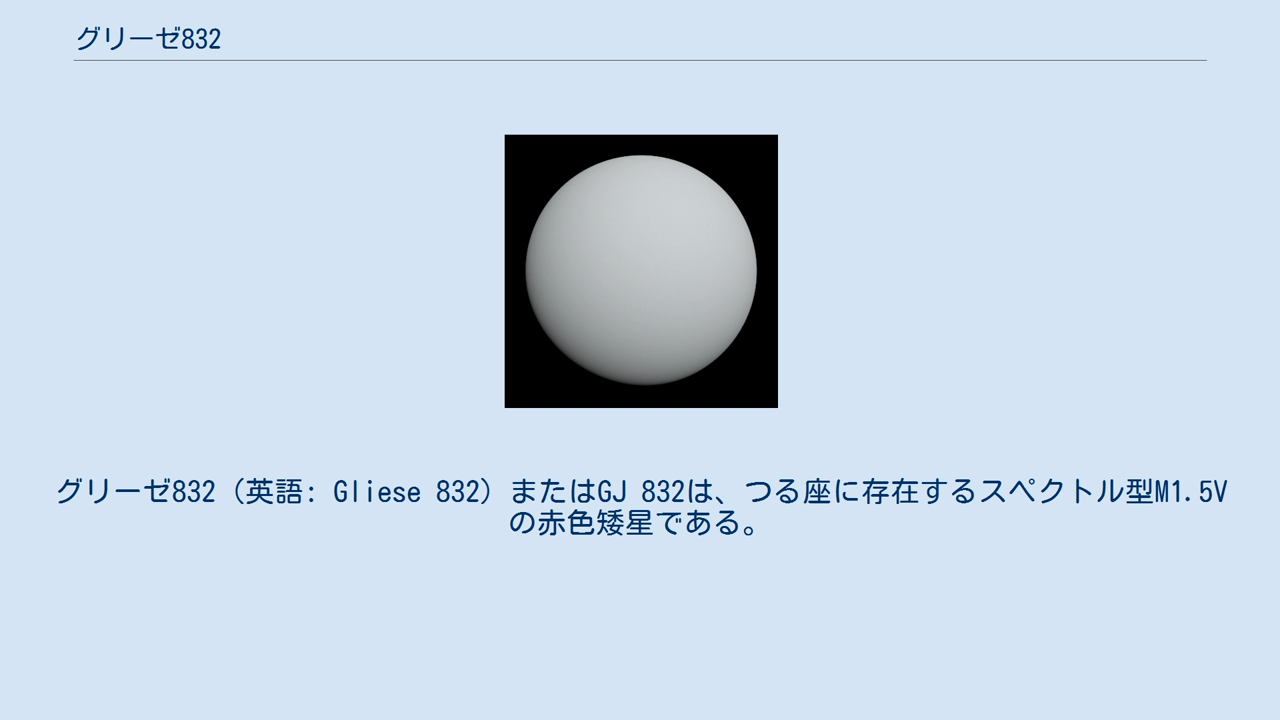 グリーゼ832
グリーゼ832（英語: Gliese 832）またはGJ 832は、つる座に存在するスペクトル型M1.5V
の赤色矮星である。